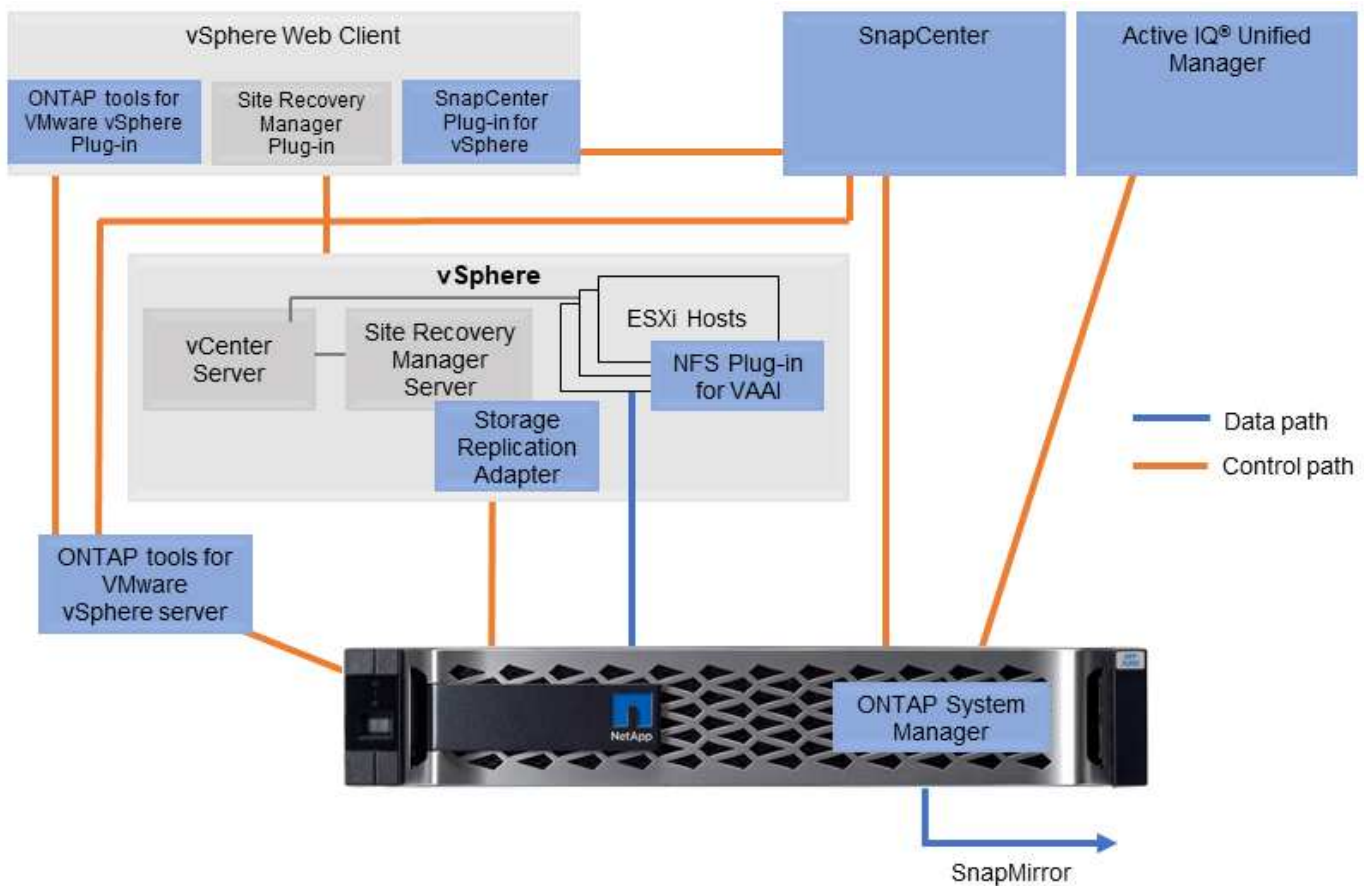 vSphere Web Client
ONTAP tools for
VMware vSphere
Plug-in
Site Recovery
Manager
Plug-in
SnapCenter
Plug-in for
vSphere
SnapCenter
Active IQ® Unified
Manager
vSphere
vCenter
Server
Site Recovery
Manager
Server
Storage
Replication
Adapter
ESXi Hosts
NFS Plug-in
for VAAI
Data path
Control path
ONTAP tools for
VMware
vSphere server
NetApp
ONTAP System
Manager
SnapMirror